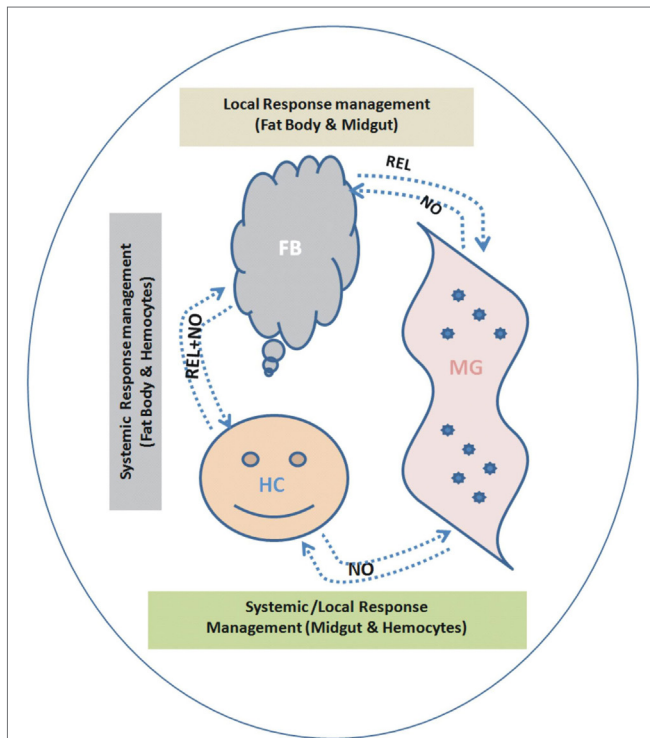 Local Response management
(Fat Body & Midgut)
REL
NO
FB
Systemic Response management
(Fat Body & Hemocytes)
REL+NO
MG
HC
NO
Systemic/Local Response
Management (Midgut & Hemocytes)